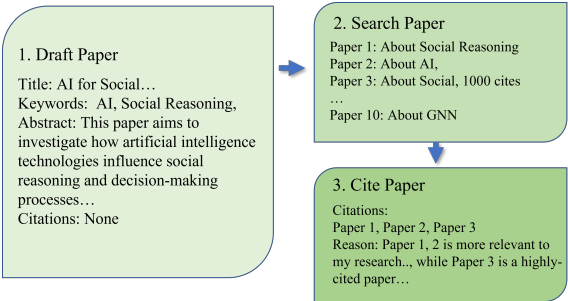 1. Draft Paper
Title: AI for Social…
Keywords: AI, Social Reasoning,
Abstract: This paper aims to
investigate how artificial intelligence
technologies influence social
reasoning and decision-making
processes…
Citations: None
2. Search Paper
Paper 1: About Social Reasoning
Paper 2: About AI,
Paper 3: About Social, 1000 cites
…
Paper 10: About GNN
3. Cite Paper
Citations:
Paper 1, Paper 2, Paper 3
Reason: Paper 1, 2 is more relevant to
my research.., while Paper 3 is a highly-
cited paper…